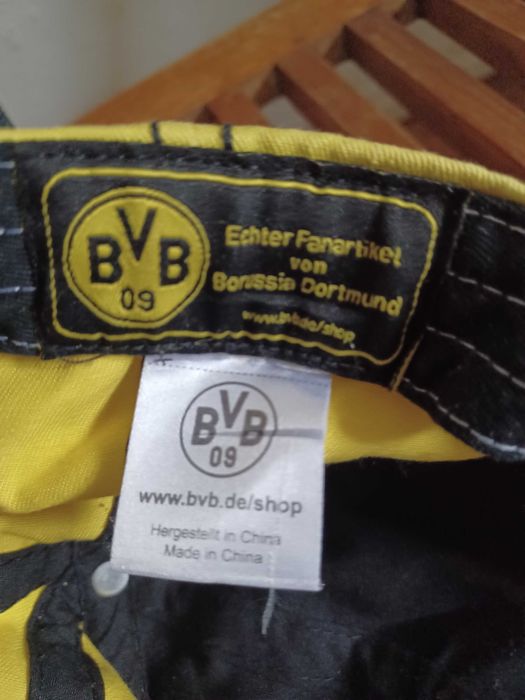 BVB
09
Echter Fanartikel
von
Borussia Dortmund
www.bvb.de/shop
BVB
09
www.bvb.de/shop
Hergestellt in China
Made in China